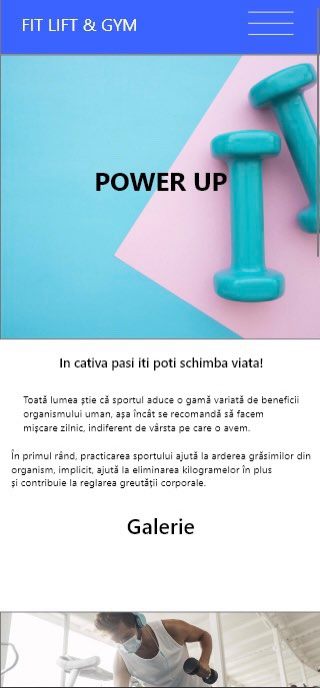 FIT LIFT & GYM
POWER UP
In cativa pasi iti poti schimba viata!
Toată lumea știe că sportul aduce o gamă variată de beneficii
organismului uman, așa încât se recomandă să facem
mișcare zilnic, indiferent de vârsta pe care o avem.
În primul rând, practicarea sportului ajută la arderea grăsimilor din
organism, implicit, ajută la eliminarea kilogramelor în plus
și contribuie la reglarea greutății corporale.
Galerie